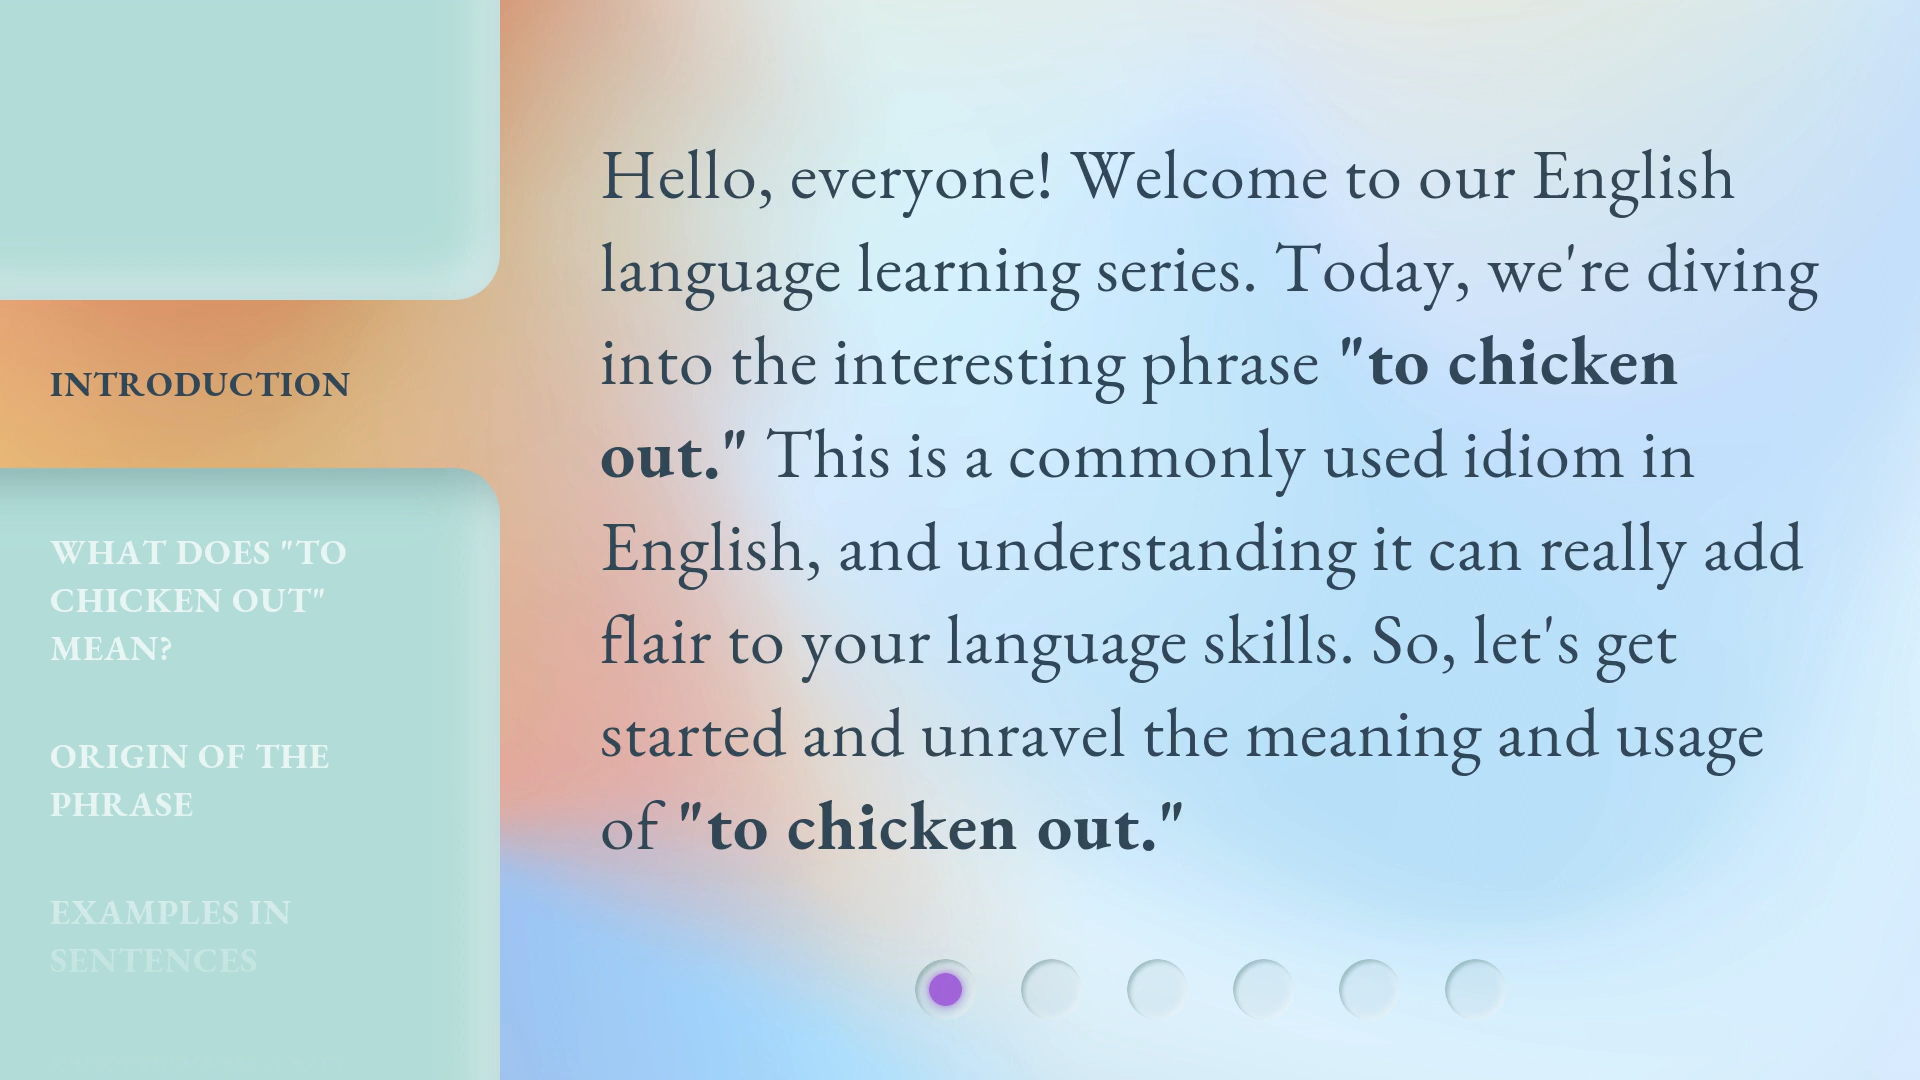 INTRODUCTION
WHAT DOES "TO
CHICKEN OUT"
MEAN?
ORIGIN OF THE
PHRASE
EXAMPLES IN
SENTENCES
Hello, everyone! Welcome to our English
language learning series. Today, we're diving
into the interesting phrase "to chicken
out." This is a commonly used idiom in
English, and understanding it can really add
flair to your language skills. So, let's get
started and unravel the meaning and usage
of "to chicken out."